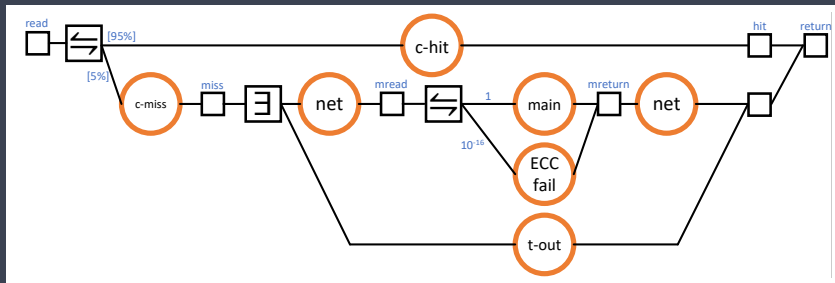 read
[95%]
c-hit
hit
return
[5%]
c-miss
miss
∃
net
mread
1
main
mreturn
net
10⁻¹⁶
ECC
fail
t-out